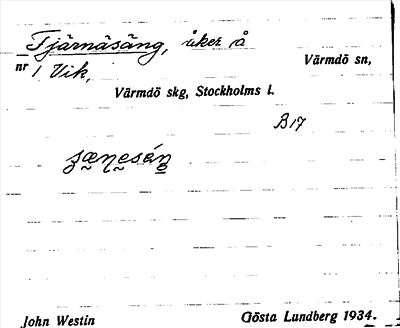 Tjärnäsäng, åker å
nr 1 Vik, Värmdö sn,
Värmdö skg, Stockholms l.
B17
John Westin Gösta Lundberg 1934.